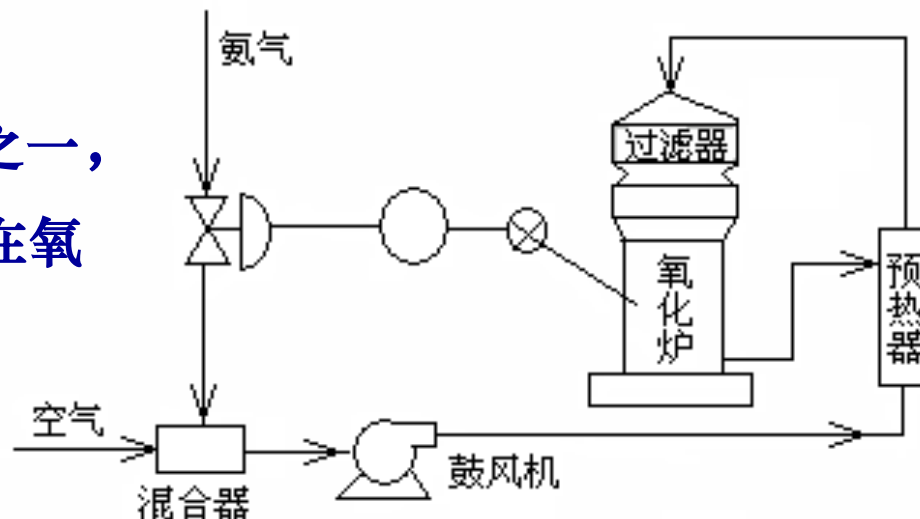 氨气
之一，
过滤器
在氧
氧化炉
预热器
空气
鼓风机
混合器